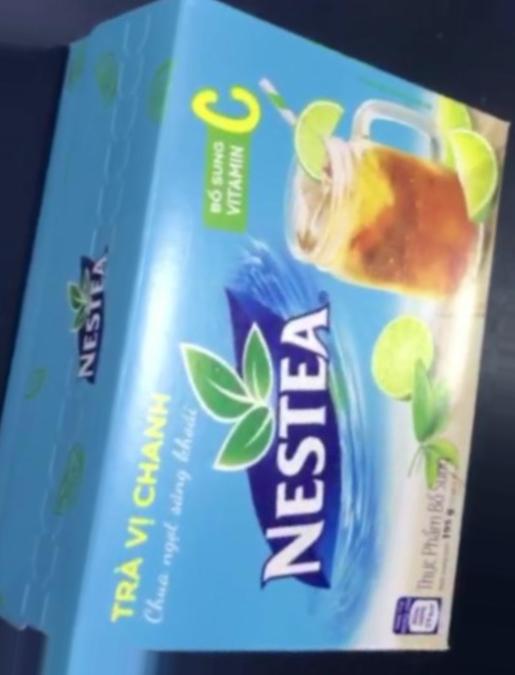 NESTEA
TRÀ VỊ CHANH
Chua ngọt sảng khoái
BỔ SUNG
VITAMIN
C
NESTEA
Thực Phẩm Bổ Sung